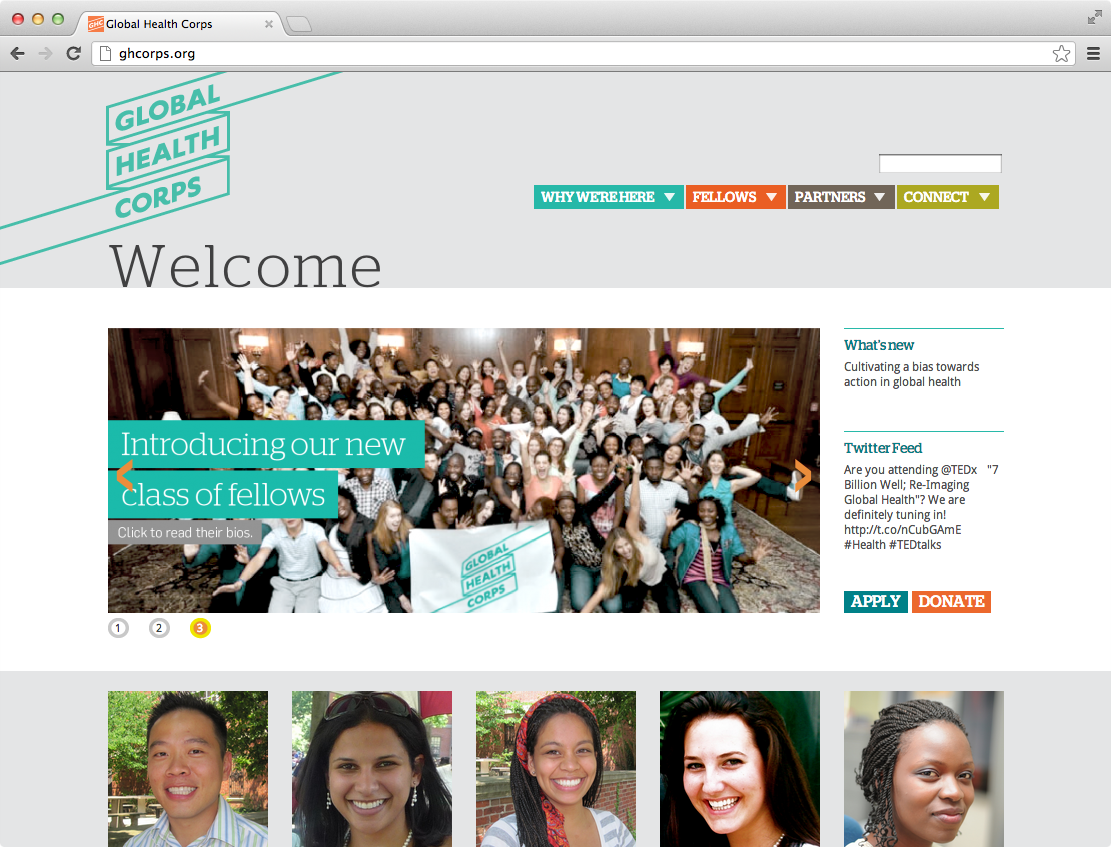 GHC Global Health Corps
ghcorps.org
GLOBAL
HEALTH
CORPS
WHY WE'RE HERE
FELLOWS
PARTNERS
CONNECT
Welcome
Introducing our new
class of fellows
Click to read their bios.
GLOBAL
HEALTH
CORPS
1
2
3
What's new
Cultivating a bias towards
action in global health
Twitter Feed
Are you attending @TEDx "7
Billion Well; Re-Imaging
Global Health"? We are
definitely tuning in!
http://t.co/nCubGAmE
#Health #TEDtalks
APPLY
DONATE